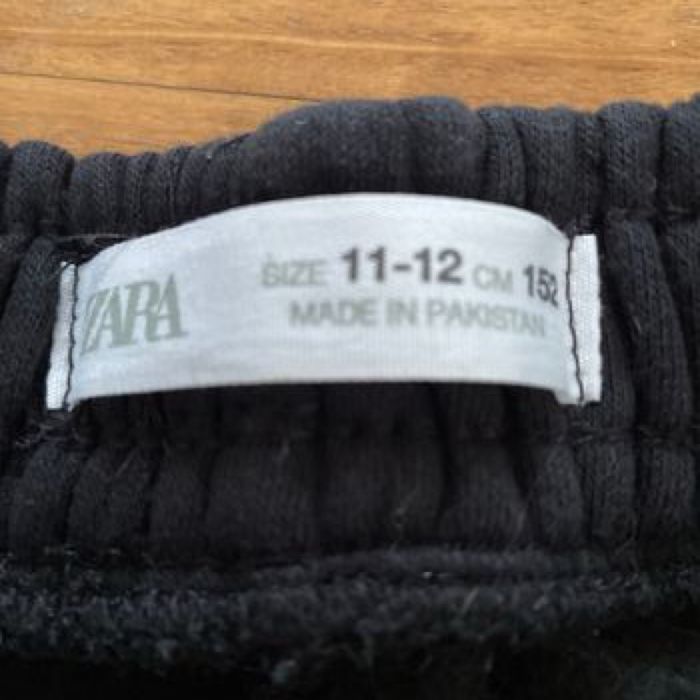 ZARA
SIZE 11-12 CM 152
MADE IN PAKISTAN